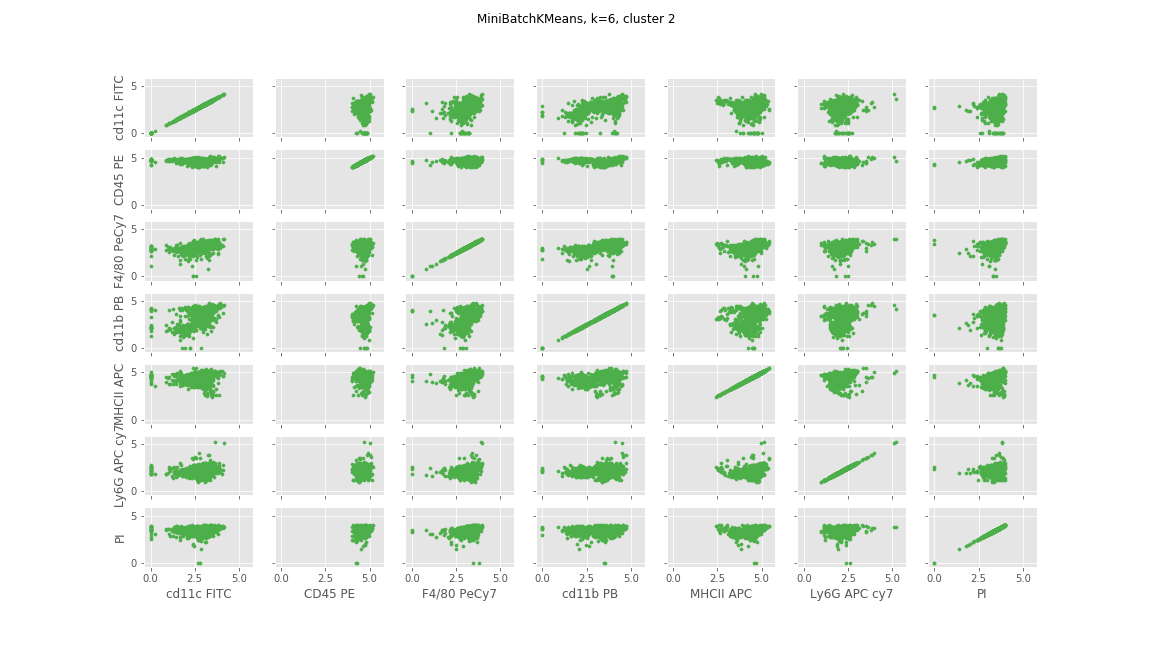 MiniBatchKMeans, k=6, cluster 2
cd11c FITC
5
0
CD45 PE
5
0
F4/80 PeCy7
5
0
cd11b PB
5
0
MHCII APC
5
0
Ly6G APC cy7
5
0
PI
5
0
0.0 2.5 5.0 0.0 2.5 5.0 0.0 2.5 5.0 0.0 2.5 5.0 0.0 2.5 5.0 0.0 2.5 5.0 0.0 2.5 5.0
cd11c FITC CD45 PE F4/80 PeCy7 cd11b PB MHCII APC Ly6G APC cy7 PI